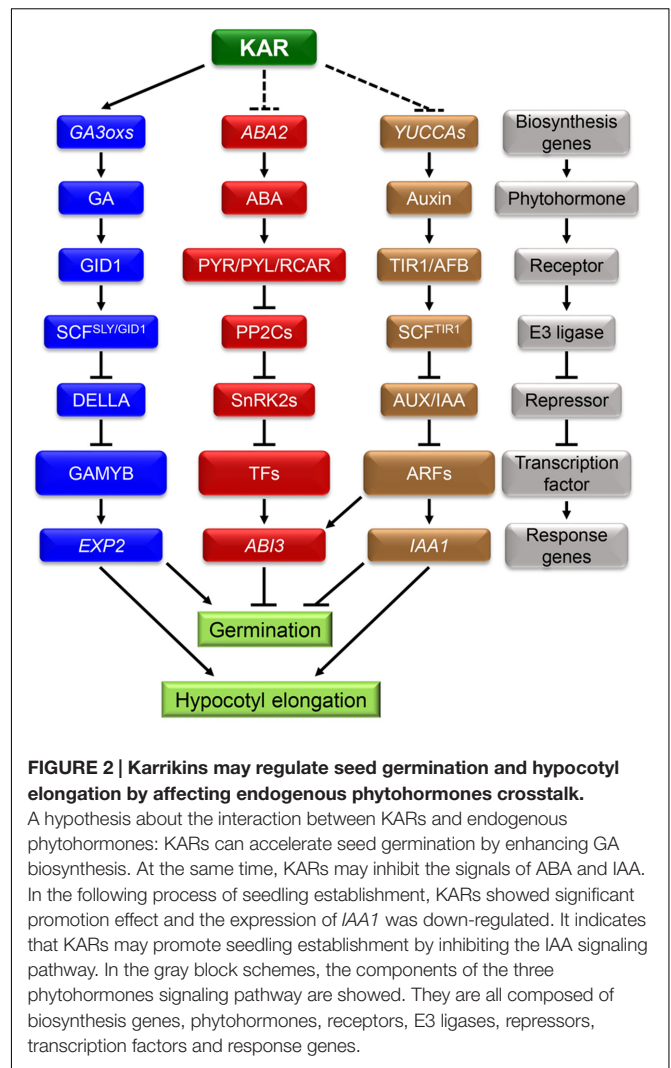 KAR
GA3oxs ABA2 YUCCAs Biosynthesis genes
GA ABA Auxin Phytohormone
GID1 PYR/PYL/RCAR TIR1/AFB Receptor
SCF^SLY/GID1 PP2Cs SCF^TIR1 E3 ligase
DELLA SnRK2s AUX/IAA Repressor
GAMYB TFs ARFs Transcription factor
EXP2 ABI3 IAA1 Response genes
Germination
Hypocotyl elongation
FIGURE 2 | Karrikins may regulate seed germination and hypocotyl
elongation by affecting endogenous phytohormones crosstalk.
A hypothesis about the interaction between KARs and endogenous
phytohormones: KARs can accelerate seed germination by enhancing GA
biosynthesis. At the same time, KARs may inhibit the signals of ABA and IAA.
In the following process of seedling establishment, KARs showed significant
promotion effect and the expression of IAA1 was down-regulated. It indicates
that KARs may promote seedling establishment by inhibiting the IAA signaling
pathway. In the gray block schemes, the components of the three
phytohormones signaling pathway are showed. They are all composed of
biosynthesis genes, phytohormones, receptors, E3 ligases, repressors,
transcription factors and response genes.